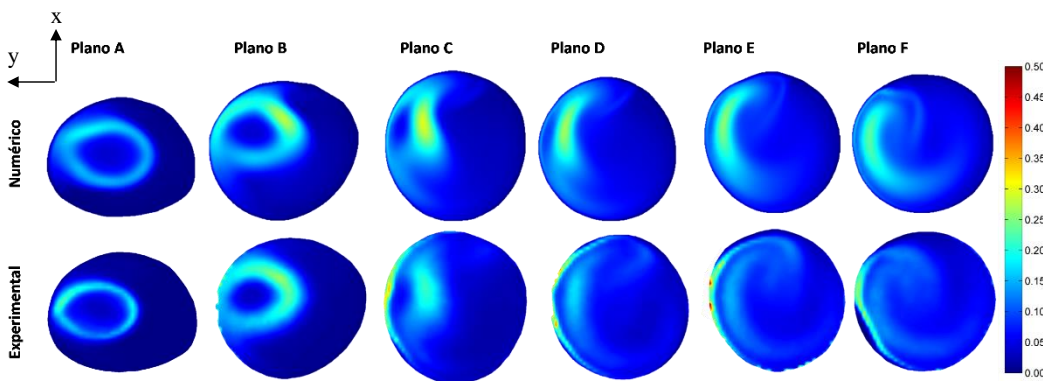 x
y
Plano A Plano B Plano C Plano D Plano E Plano F
Numérico
Experimental
0.50
0.45
0.40
0.35
0.30
0.25
0.20
0.15
0.10
0.05
0.00